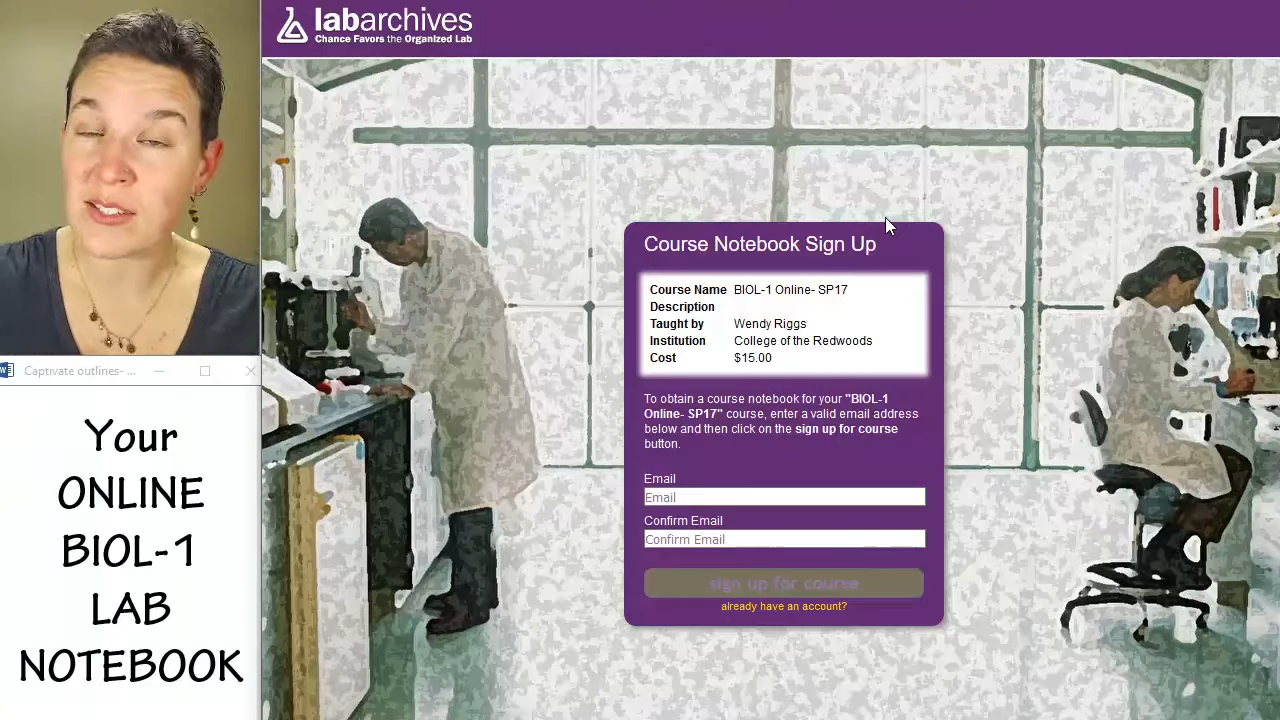 labarchives
Chance Favors the Organized Lab
Captivate outlines- ...
Your
ONLINE
BIOL-1
LAB
NOTEBOOK
Course Notebook Sign Up
Course Name BIOL-1 Online- SP17
Description
Taught by Wendy Riggs
Institution College of the Redwoods
Cost $15.00
To obtain a course notebook for your "BIOL-1
Online- SP17" course, enter a valid email address
below and then click on the sign up for course
button.
Email
Email
Confirm Email
Confirm Email
sign up for course
already have an account?